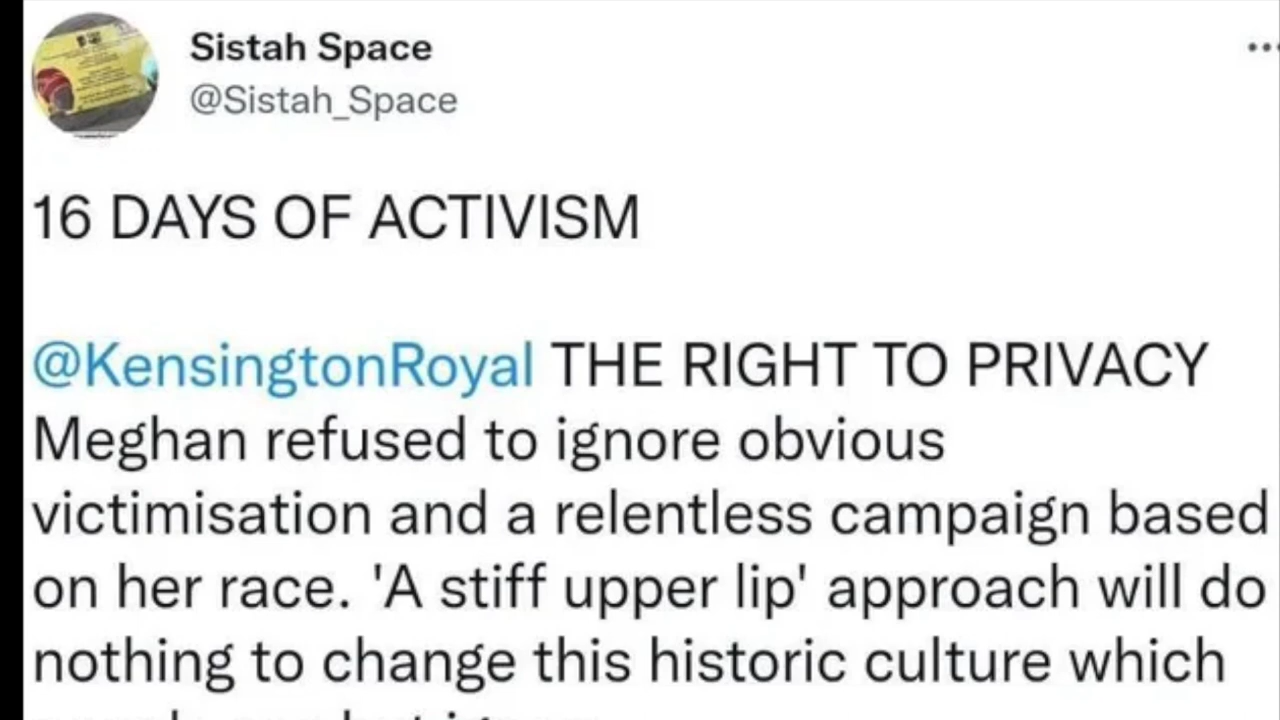 Sistah Space
@Sistah_Space
16 DAYS OF ACTIVISM
@KensingtonRoyal THE RIGHT TO PRIVACY
Meghan refused to ignore obvious
victimisation and a relentless campaign based
on her race. 'A stiff upper lip' approach will do
nothing to change this historic culture which